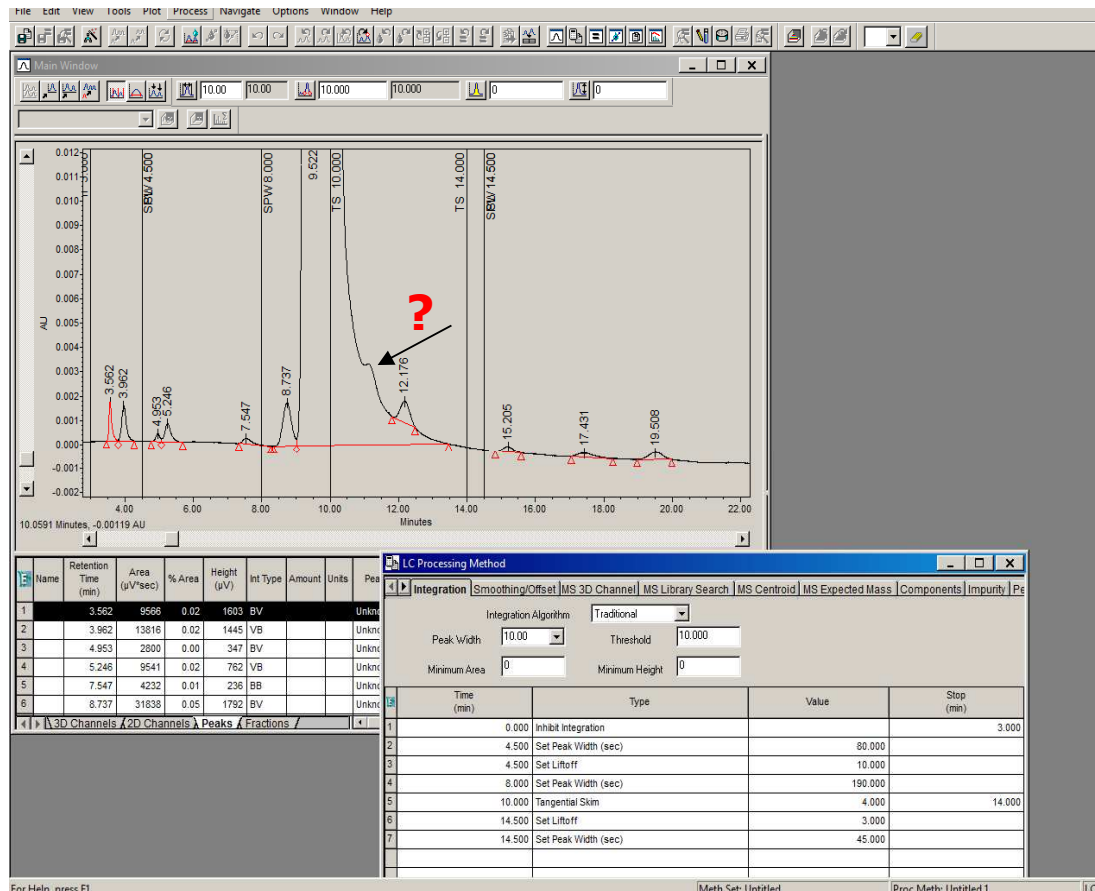 File Edit View Tools Plot Process Navigate Options Window Help
Main Window
10.00 10.00 10.000 10.000 0 0
0.012
0.011
0.010
0.009
0.008
0.007
0.006
0.005
0.004
0.003
0.002
0.001
0.000
-0.001
-0.002
AU
4.500
SPW 8.000
9.522
TS 10.000
TS 14.000
14.500
?
3.562
3.962
4.953
5.246
7.547
8.737
12.176
15.205
17.431
19.508
4.00 6.00 8.00 10.00 12.00 14.00 16.00 18.00 20.00 22.00
Minutes
10.0591 Minutes, -0.00119 AU
Name Retention Time (min) Area (µV*sec) % Area Height (µV) Int Type Amount Units Pea
1 3.562 9566 0.02 1603 BV Unkno
2 3.962 13816 0.02 1445 VB Unkno
3 4.953 2800 0.00 347 BV Unkno
4 5.246 9541 0.02 762 VB Unkno
5 7.547 4232 0.01 236 BB Unkno
6 8.737 31838 0.05 1792 BV Unkno
3D Channels 2D Channels Peaks Fractions
LC Processing Method
Integration Smoothing/Offset MS 3D Channel MS Library Search MS Centroid MS Expected Mass Components Impurity Pe
Integration Algorithm Traditional
Peak Width 10.00 Threshold 10.000
Minimum Area 0 Minimum Height 0
Time (min) Type Value Stop (min)
1 0.000 Inhibit Integration 3.000
2 4.500 Set Peak Width (sec) 80.000
3 4.500 Set Liftoff 10.000
4 8.000 Set Peak Width (sec) 190.000
5 10.000 Tangential Skim 4.000 14.000
6 14.500 Set Liftoff 3.000
7 14.500 Set Peak Width (sec) 45.000
For Help, press F1 Meth Set: Untitled Proc Meth: Untitled 1 LC